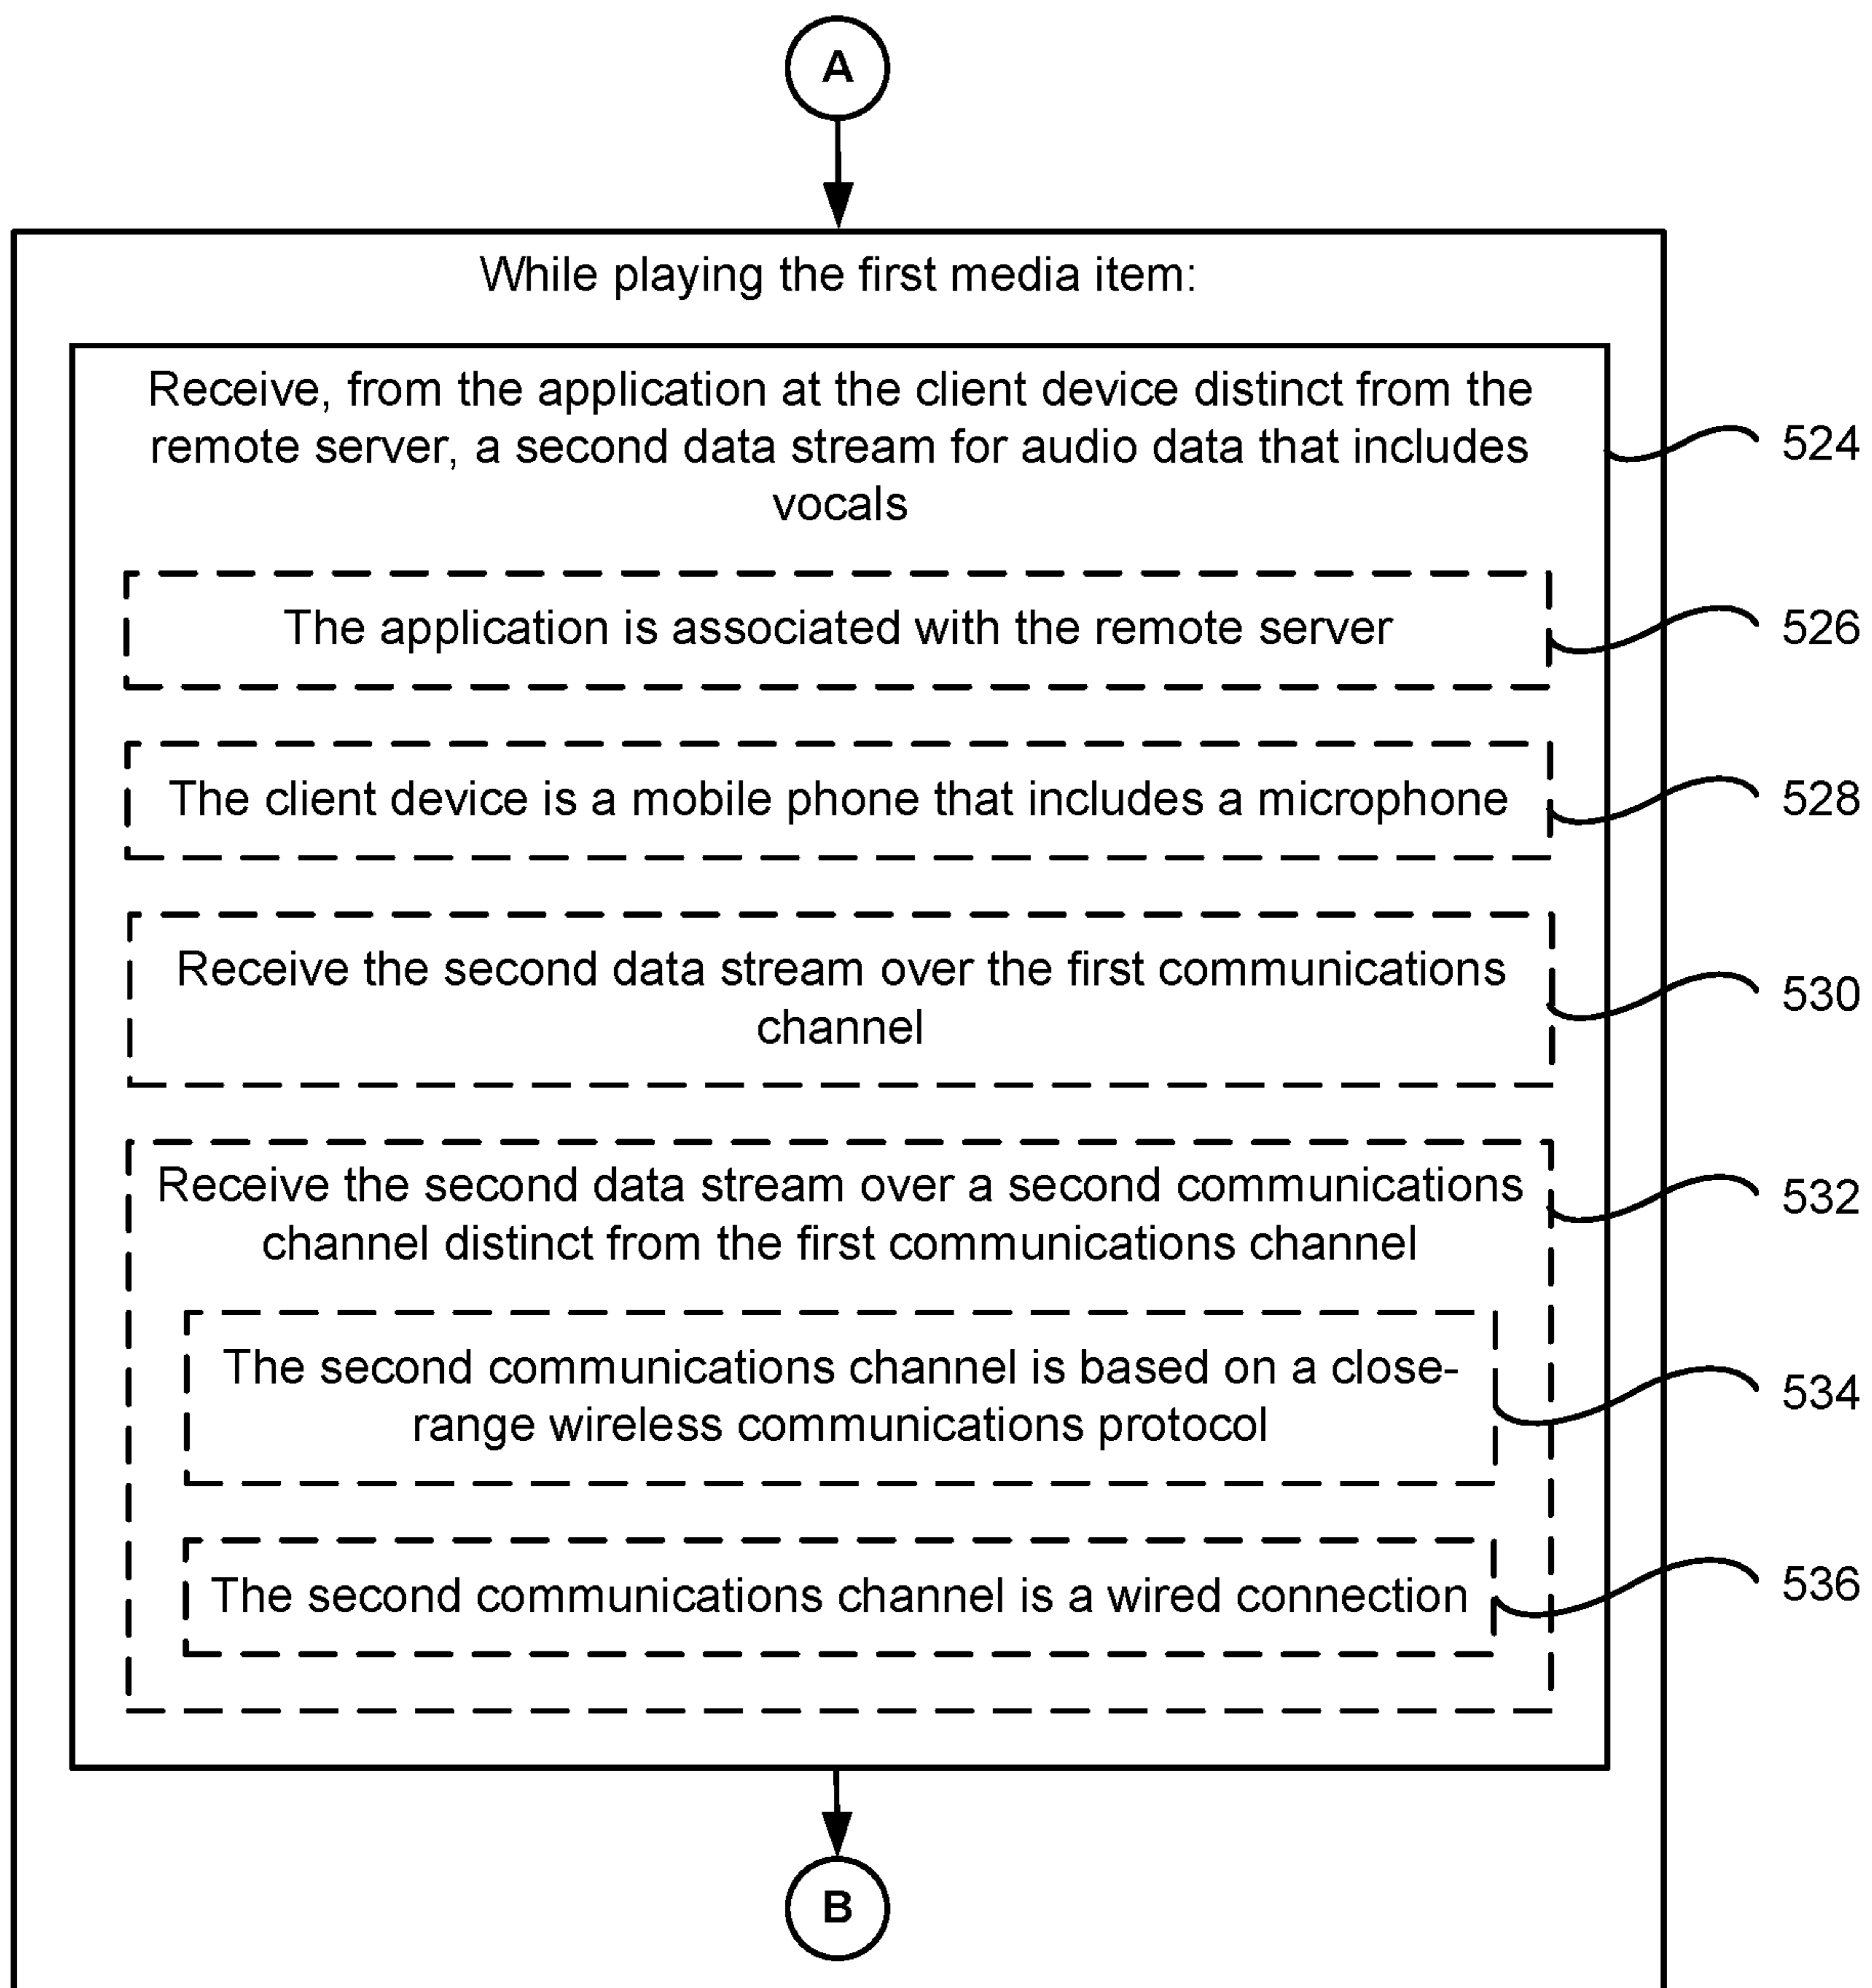 A
While playing the first media item:
Receive, from the application at the client device distinct from the
remote server, a second data stream for audio data that includes
vocals
524
The application is associated with the remote server
526
The client device is a mobile phone that includes a microphone
528
Receive the second data stream over the first communications
channel
530
Receive the second data stream over a second communications
channel distinct from the first communications channel
532
The second communications channel is based on a close-
range wireless communications protocol
534
The second communications channel is a wired connection
536
B